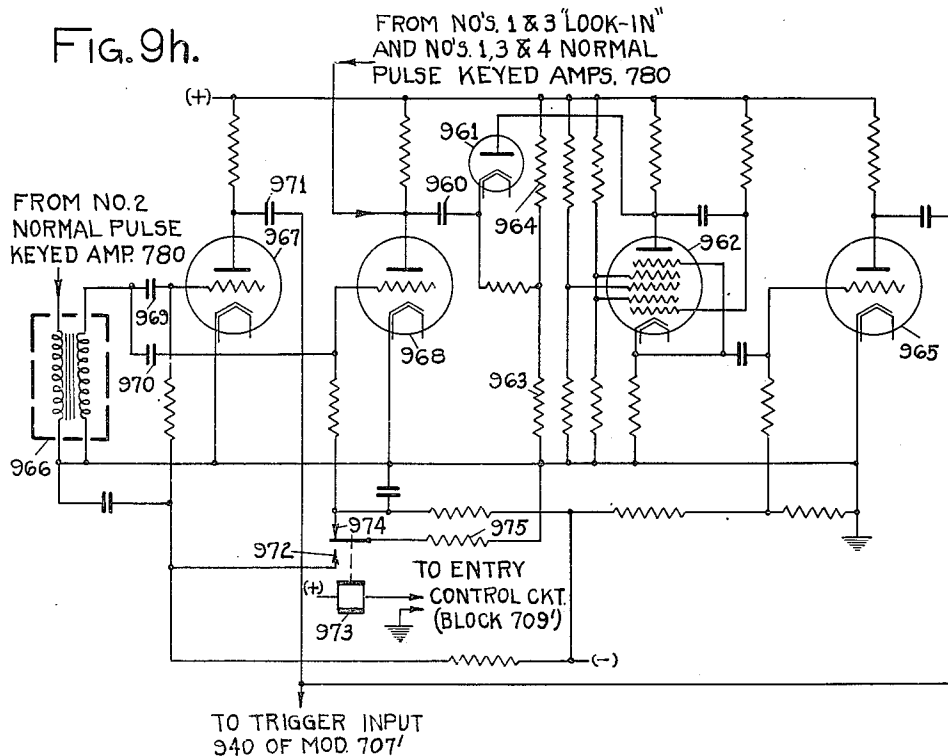 FIG. 9h.
FROM NO'S. 1 & 3 "LOOK-IN"
AND NO'S. 1, 3 & 4 NORMAL
PULSE KEYED AMPS. 780
(+)
961
971
960
964
962
FROM NO. 2
NORMAL PULSE
KEYED AMP. 780
967
969
970
968
963
965
966
974
972
975
(+)
973
TO ENTRY
CONTROL CKT.
(BLOCK 709')
(-)
TO TRIGGER INPUT
940 OF MOD. 707'